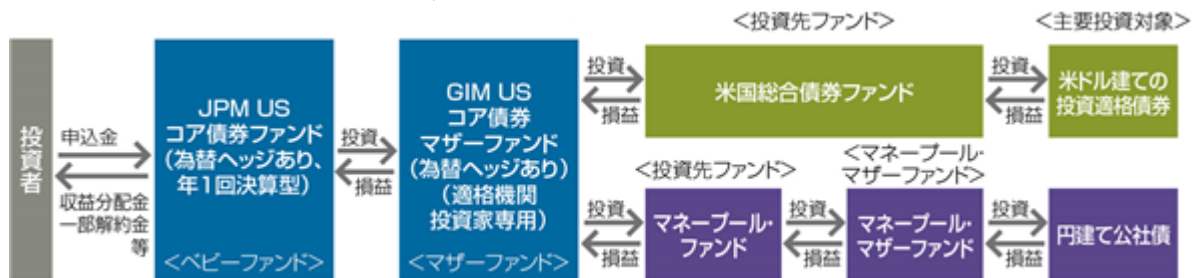 投資者
申込金
収益分配金
一部解約金
等
JPM US
コア債券ファンド
(為替ヘッジあり、
年1回決算型)
<ベビーファンド>
投資
損益
GIM US
コア債券
マザーファンド
(為替ヘッジあり)
(適格機関
投資家専用)
<マザーファンド>
<投資先ファンド>
投資
損益
米国総合債券ファンド
投資
損益
<主要投資対象>
米ドル建ての
投資適格債券
<投資先ファンド>
投資
損益
マネープール・
ファンド
投資
損益
<マネープール・
マザーファンド>
マネープール・
マザーファンド
投資
損益
円建て公社債